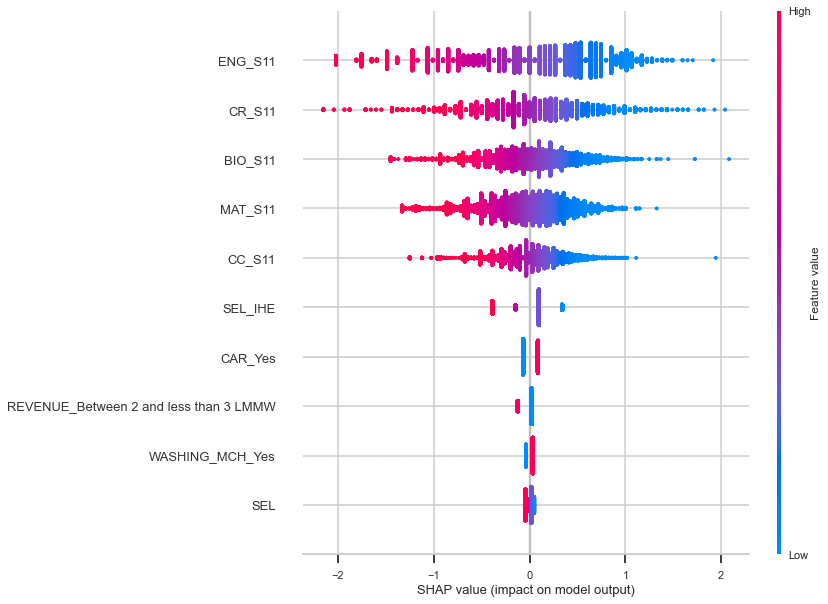 High
ENG_S11
CR_S11
BIO_S11
MAT_S11
CC_S11
SEL_IHE
CAR_Yes
REVENUE_Between 2 and less than 3 LMMW
WASHING_MCH_Yes
SEL
Feature value
Low
−2 −1 0 1 2
SHAP value (impact on model output)